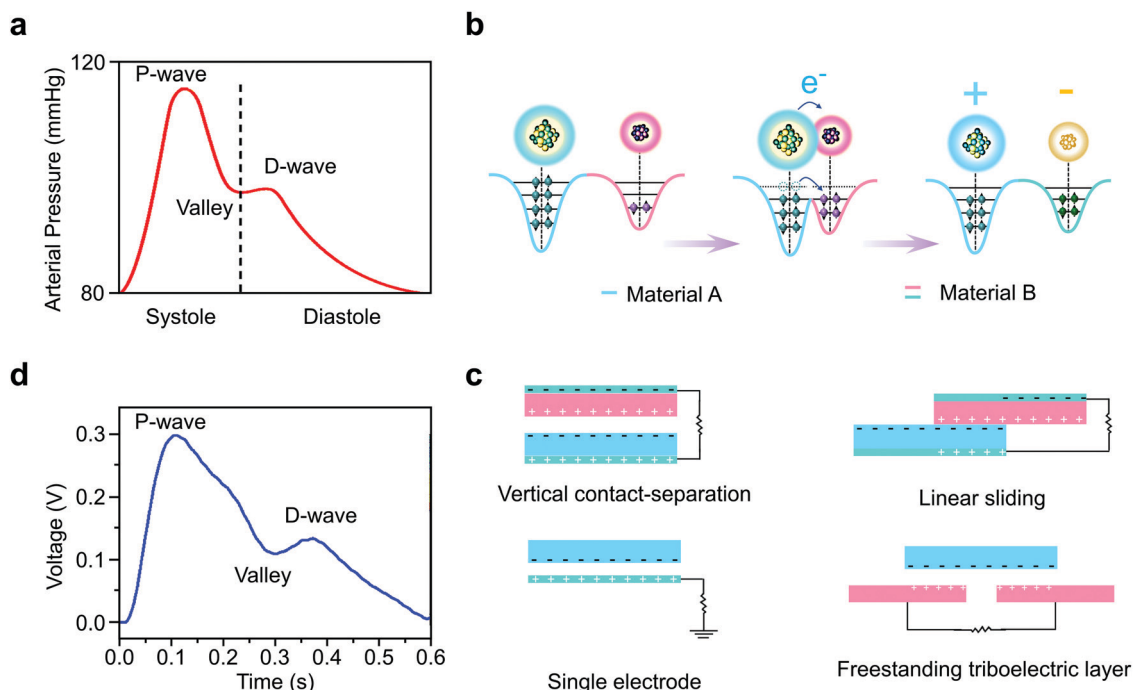 a
120
P-wave
D-wave
Valley
80
Systole
Diastole
Arterial Pressure (mmHg)
b
e-
+
-
Material A
Material B
d
P-wave
0.3
0.2
D-wave
0.1
Valley
0.0
0.0 0.1 0.2 0.3 0.4 0.5 0.6
Time (s)
Voltage (V)
c
- - - - - - - - - -
+ + + + + + + + + +
- - - - - - - - - -
+ + + + + + + + + +
Vertical contact-separation
Linear sliding
Single electrode
Freestanding triboelectric layer